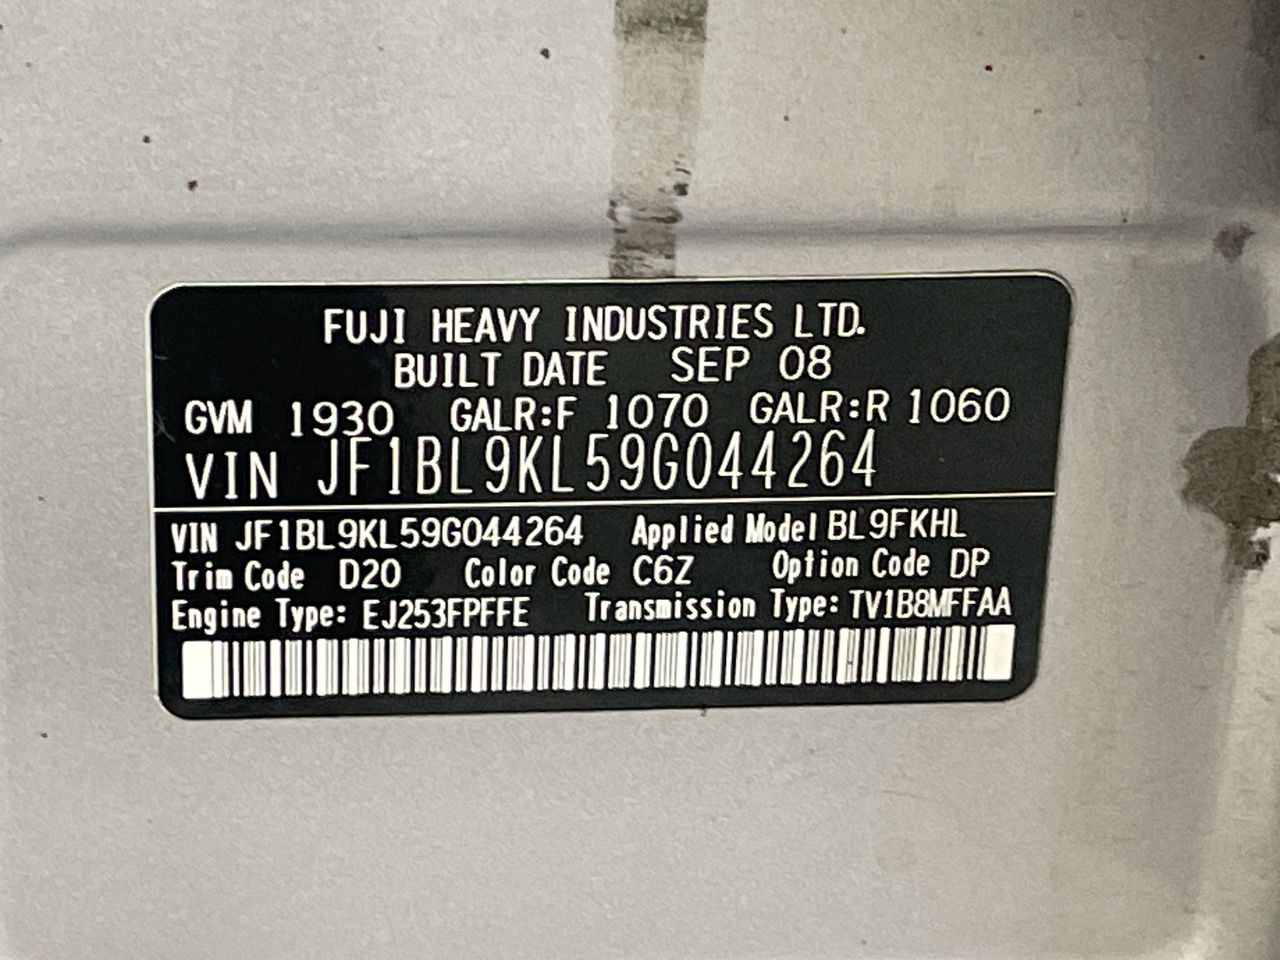 FUJI HEAVY INDUSTRIES LTD.
BUILT DATE SEP 08
GVM 1930 GALR:F 1070 GALR:R 1060
VIN JF1BL9KL59G044264
VIN JF1BL9KL59G044264 Applied Model BL9FKHL
Trim Code D20 Color Code C6Z Option Code DP
Engine Type: EJ253FPFFE Transmission Type: TV1B8MFFAA